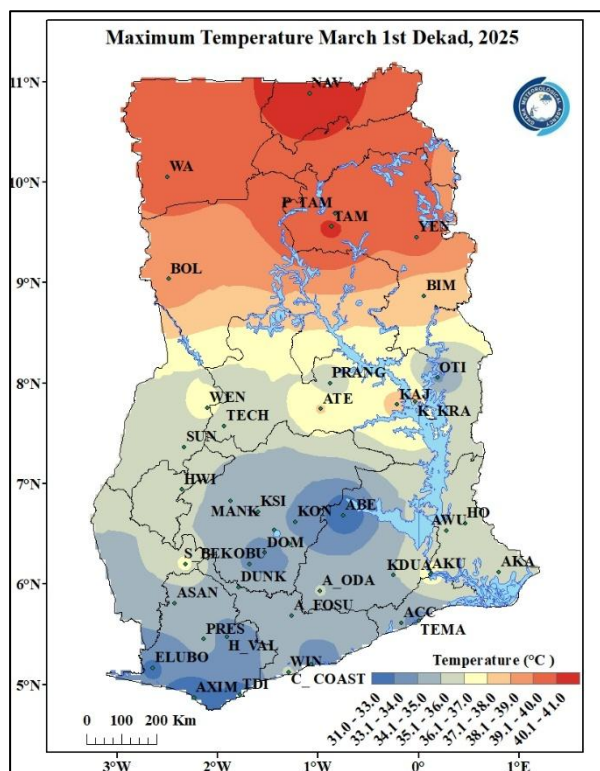 Maximum Temperature March 1st Dekad, 2025
11°N
NAV
WA
10°N
P_TAM
TAM
YEN
9°N
BOL
BIM
8°N
PRANG
OTI
WEN
ATE
KAJ
K_KRA
TECH
SUN
7°N
HWI
MANK
KSI
KON
ABE
AWU
HO
DOM
S_BEK
OBU
6°N
DUNK
A_ODA
KDUA
AKU
AKA
ASAN
A_FOSU
ACC
TEMA
PRES
H_VAL
ELUBO
WIN
C_COAST
5°N
AXIM
TDI
Temperature (°C)
31.0 -33.0
33.1 -34.0
34.1 -35.0
35.1 -36.0
36.1 -37.0
37.1 -38.0
38.1 -39.0
39.1 -40.0
40.1 -41.0
0 100 200 Km
3°W 2°W 1°W 0° 1°E